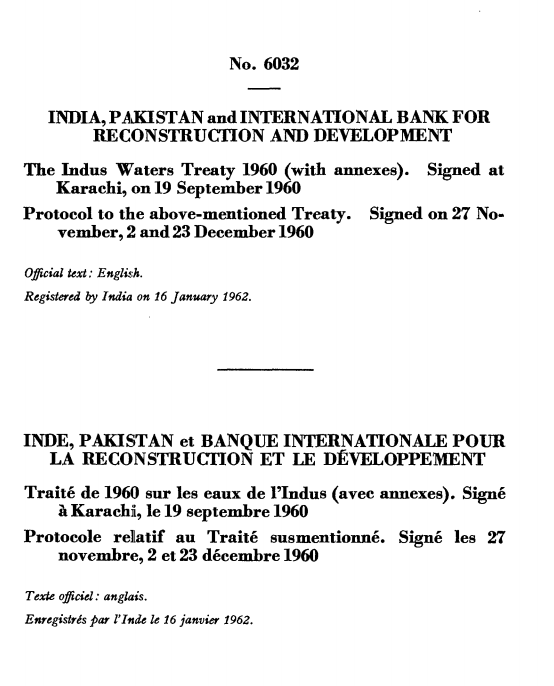 No. 6032
INDIA, PAKISTAN and INTERNATIONAL BANK FOR
RECONSTRUCTION AND DEVELOPMENT
The Indus Waters Treaty 1960 (with annexes). Signed at
Karachi, on 19 September 1960
Protocol to the above-mentioned Treaty. Signed on 27 No-
vember, 2 and 23 December 1960
Official text: English.
Registered by India on 16 January 1962.
INDE, PAKISTAN et BANQUE INTERNATIONALE POUR
LA RECONSTRUCTION ET LE DÉVELOPPEMENT
Traité de 1960 sur les eaux de l'Indus (avec annexes). Signé
à Karachi, le 19 septembre 1960
Protocole relatif au Traité susmentionné. Signé les 27
novembre, 2 et 23 décembre 1960
Texte officiel: anglais.
Enregistrés par l'Inde le 16 janvier 1962.